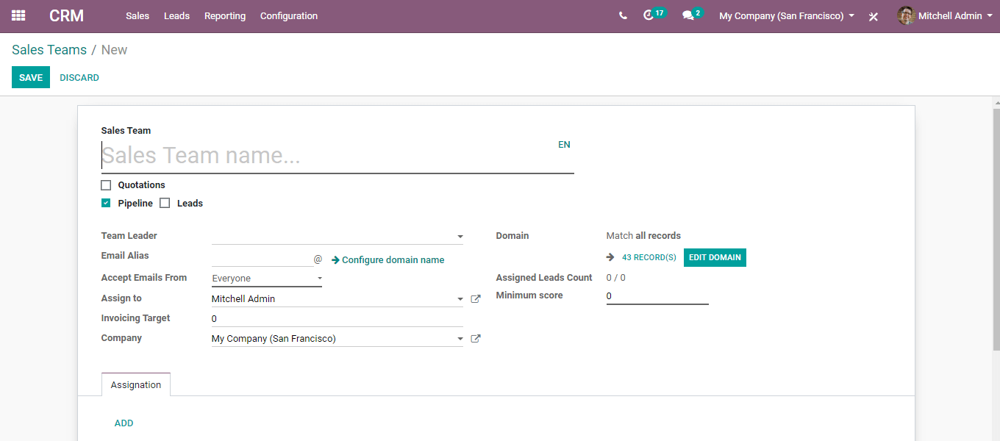 CRM Sales Leads Reporting Configuration 17 2 My Company (San Francisco) Mitchell Admin
Sales Teams / New
SAVE DISCARD
Sales Team
Sales Team name...
EN
Quotations
Pipeline Leads
Team Leader
Email Alias @ Configure domain name
Accept Emails From Everyone
Assign to Mitchell Admin
Invoicing Target 0
Company My Company (San Francisco)
Domain Match all records
43 RECORD(S) EDIT DOMAIN
Assigned Leads Count 0 / 0
Minimum score 0
Assignation
ADD